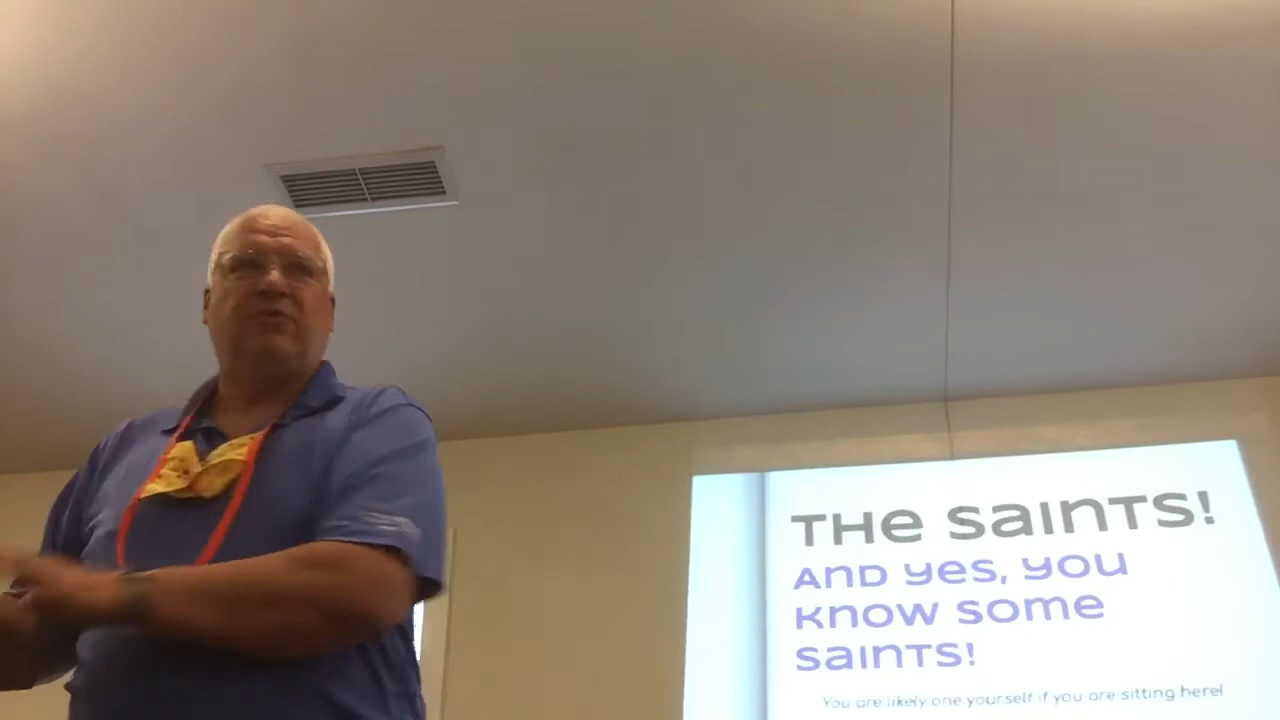 The Saints!
And yes, you
know some
saints!
You are likely one yourself if you are sitting here!